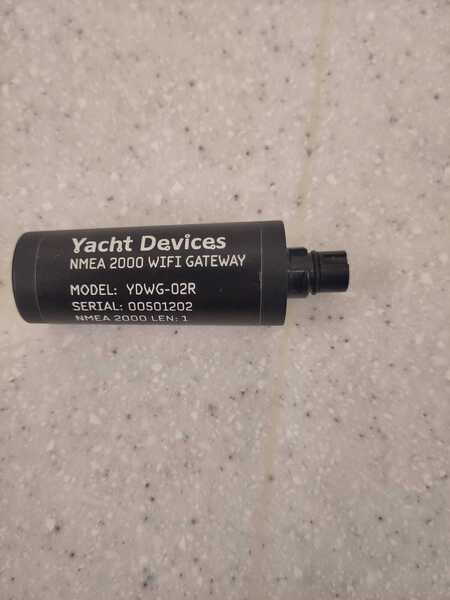 Yacht Devices
NMEA 2000 WIFI GATEWAY
MODEL: YDWG-02R
SERIAL: 00501202
NMEA 2000 LEN: 1